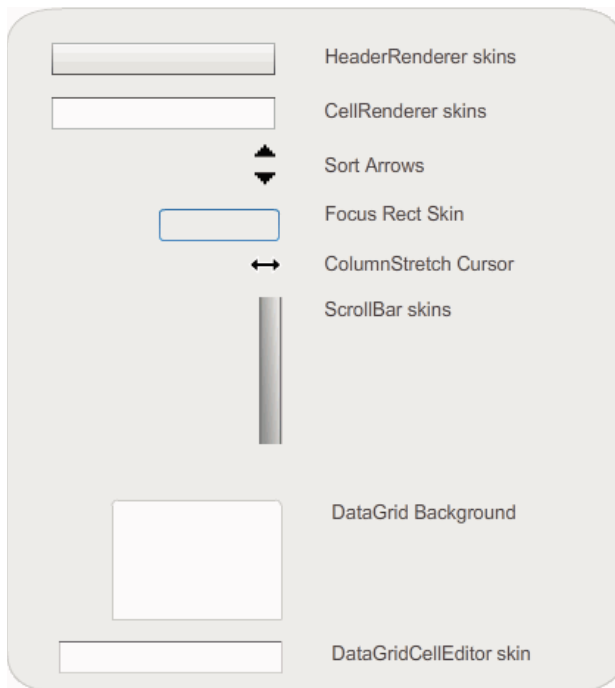 HeaderRenderer skins
CellRenderer skins
Sort Arrows
Focus Rect Skin
ColumnStretch Cursor
ScrollBar skins
DataGrid Background
DataGridCellEditor skin